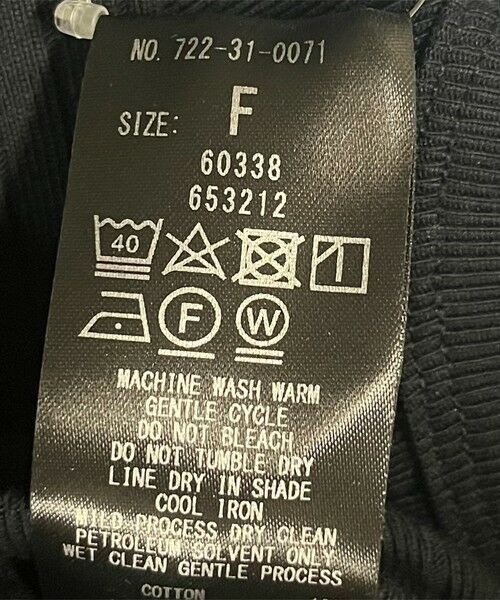 NO. 722-31-0071
SIZE: F
60338
653212
40
F W
MACHINE WASH WARM
GENTLE CYCLE
DO NOT BLEACH
DO NOT TUMBLE DRY
LINE DRY IN SHADE
COOL IRON
MILD PROCESS DRY CLEAN
PETROLEUM SOLVENT ONLY
WET CLEAN GENTLE PROCESS
COTTON